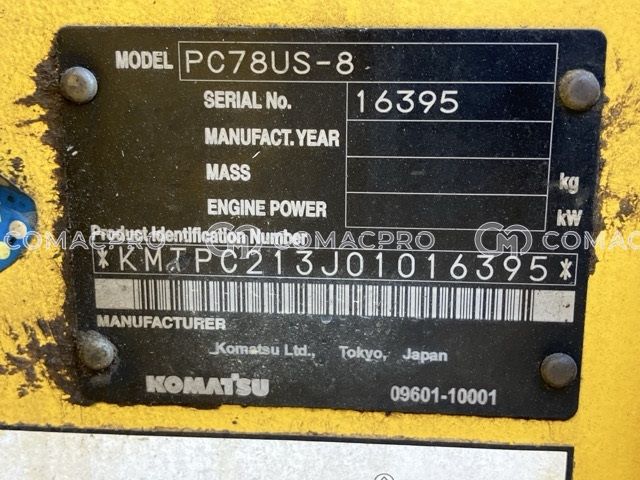 MODEL PC78US-8
SERIAL No. 16395
MANUFACT. YEAR
MASS kg
ENGINE POWER kW
Product Identification Number
COMACPRO COMACPRO COMACPRO
*KMTPC213J01016395*
MANUFACTURER
Komatsu Ltd., Tokyo, Japan
KOMATSU 09601-10001